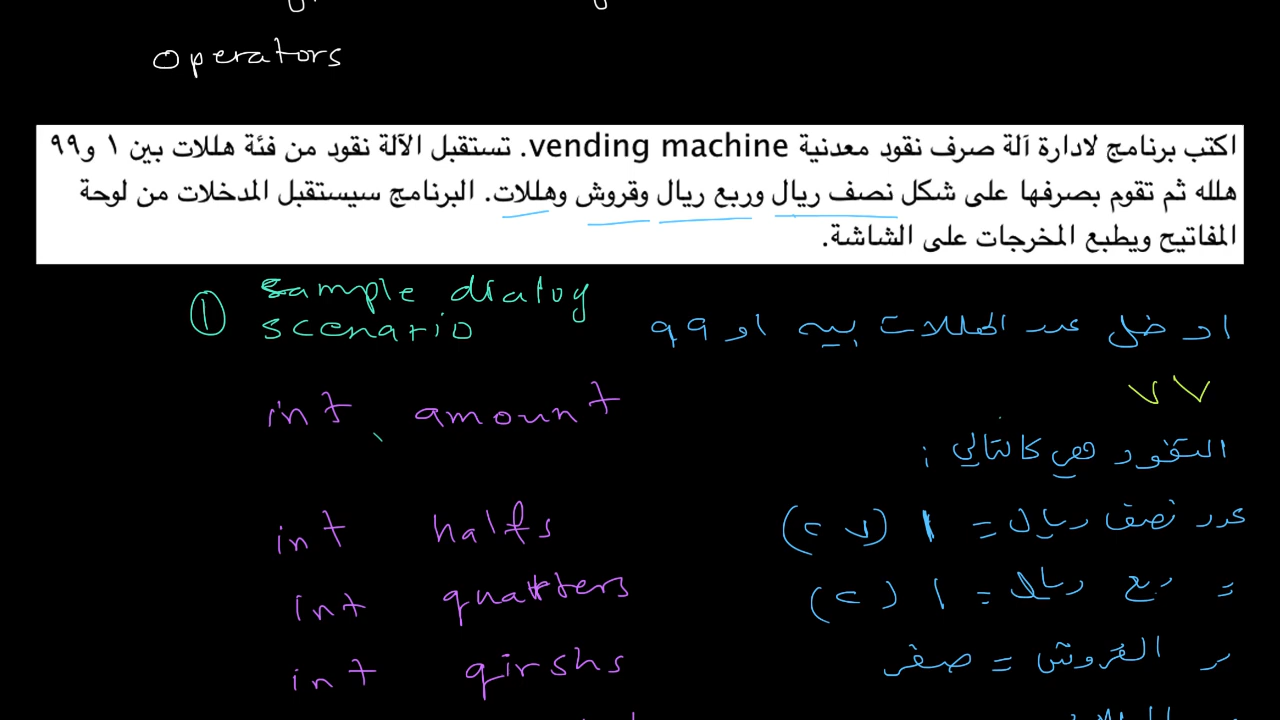 operators
اكتب برنامج لادارة آلة صرف نقود معدنية vending machine. تستقبل الآلة نقود من فئة هللات بين ١ و٩٩
هلله ثم تقوم بصرفها على شكل نصف ريال وربع ريال وقروش وهللات. البرنامج سيستقبل المدخلات من لوحة
المفاتيح ويطبع المخرجات على الشاشة.
① sample dialog
scenario
ادخل عدد الهللات بين ١ و ٩٩
٧٧
int amount
النقود هي كالتالي :
int halfs
عدد نصف ريال = ١ (٢٧)
int quarters
= ربع ريال = ١ (٢)
int qirshs
القروش = صفر